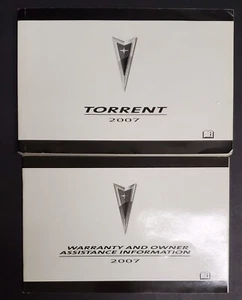 TORRENT
2007
WARRANTY AND OWNER
ASSISTANCE INFORMATION
2007